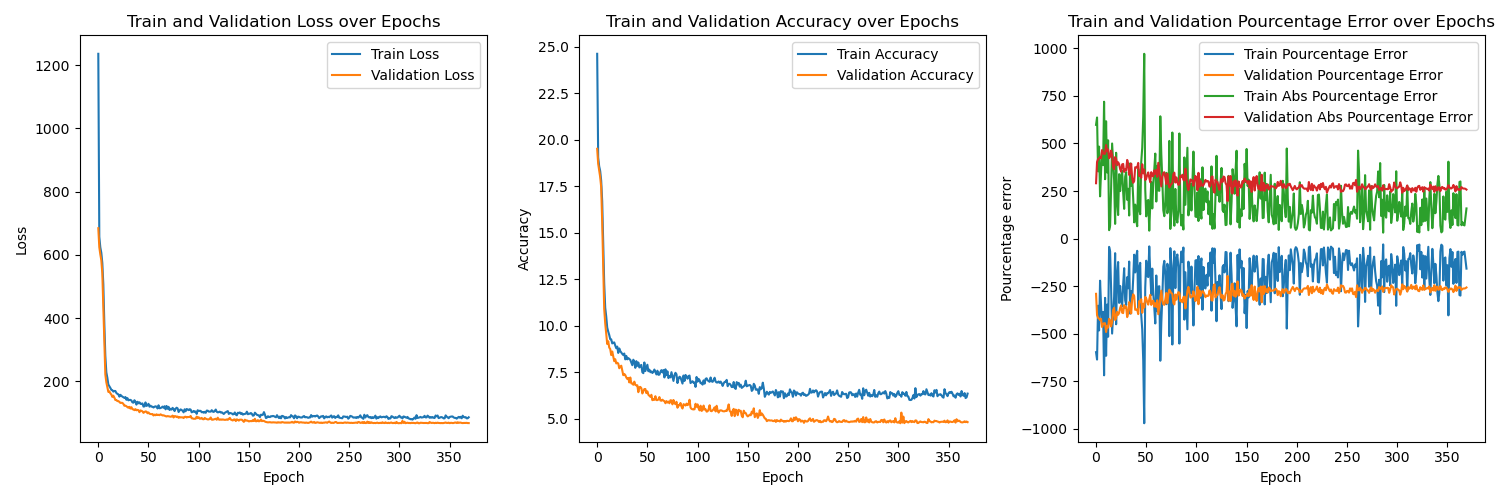 Train and Validation Loss over Epochs
Train Loss
Validation Loss
1200
1000
800
600
400
200
Loss
0 50 100 150 200 250 300 350
Epoch
Train and Validation Accuracy over Epochs
Train Accuracy
Validation Accuracy
25.0
22.5
20.0
17.5
15.0
12.5
10.0
7.5
5.0
Accuracy
0 50 100 150 200 250 300 350
Epoch
Train and Validation Pourcentage Error over Epochs
Train Pourcentage Error
Validation Pourcentage Error
Train Abs Pourcentage Error
Validation Abs Pourcentage Error
1000
750
500
250
0
−250
−500
−750
−1000
Pourcentage error
0 50 100 150 200 250 300 350
Epoch